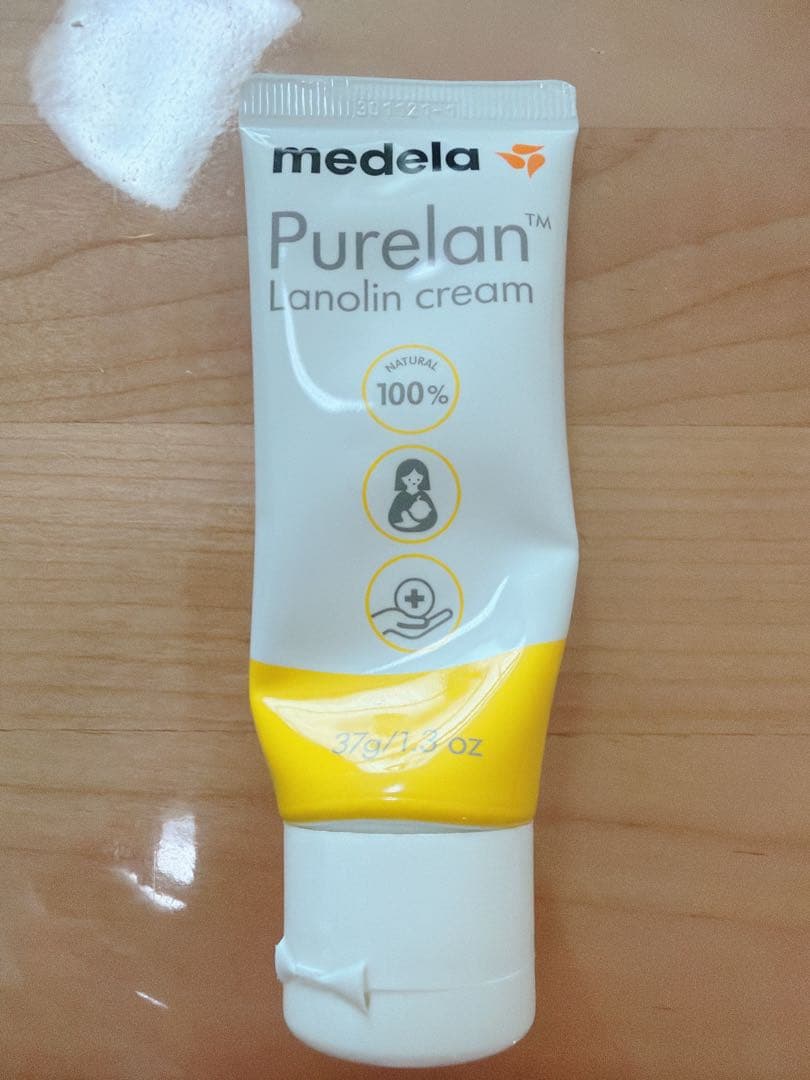 medela
Purelan™
Lanolin cream
NATURAL
100%
37g/1.3 oz